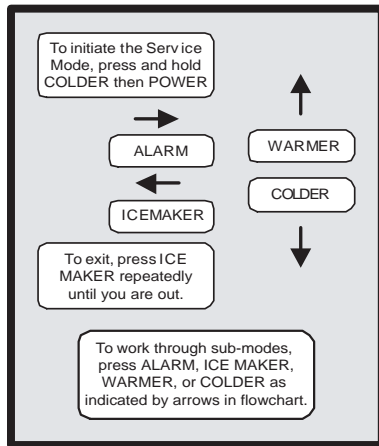 To initiate the Service
Mode, press and hold
COLDER then POWER
ALARM
WARMER
ICEMAKER
COLDER
To exit, press ICE
MAKER repeatedly
until you are out.
To work through sub-modes,
press ALARM, ICE MAKER,
WARMER, or COLDER as
indicated by arrows in flowchart.